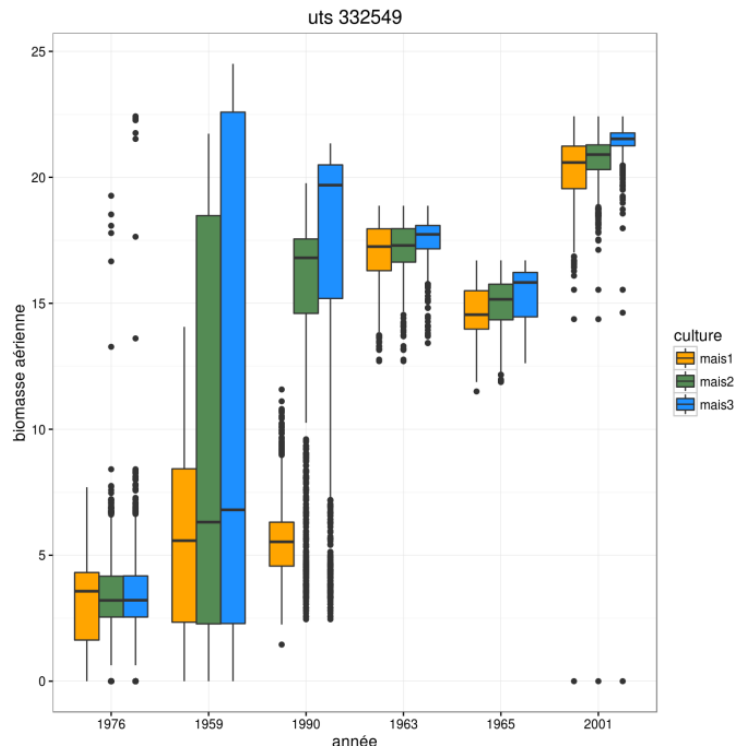 uts 332549
25
20
15
10
5
0
biomasse aérienne
1976 1959 1990 1963 1965 2001
année
culture
mais1
mais2
mais3